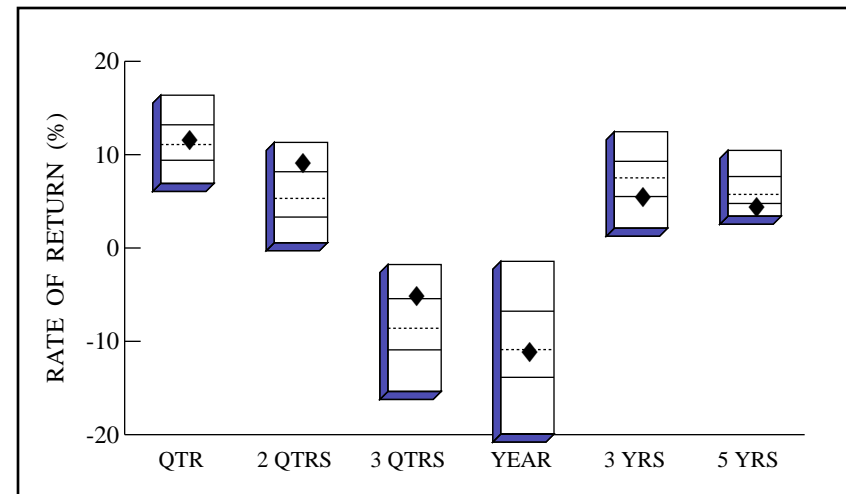 20
10
0
-10
-20
RATE OF RETURN (%)
QTR
2 QTRS
3 QTRS
YEAR
3 YRS
5 YRS